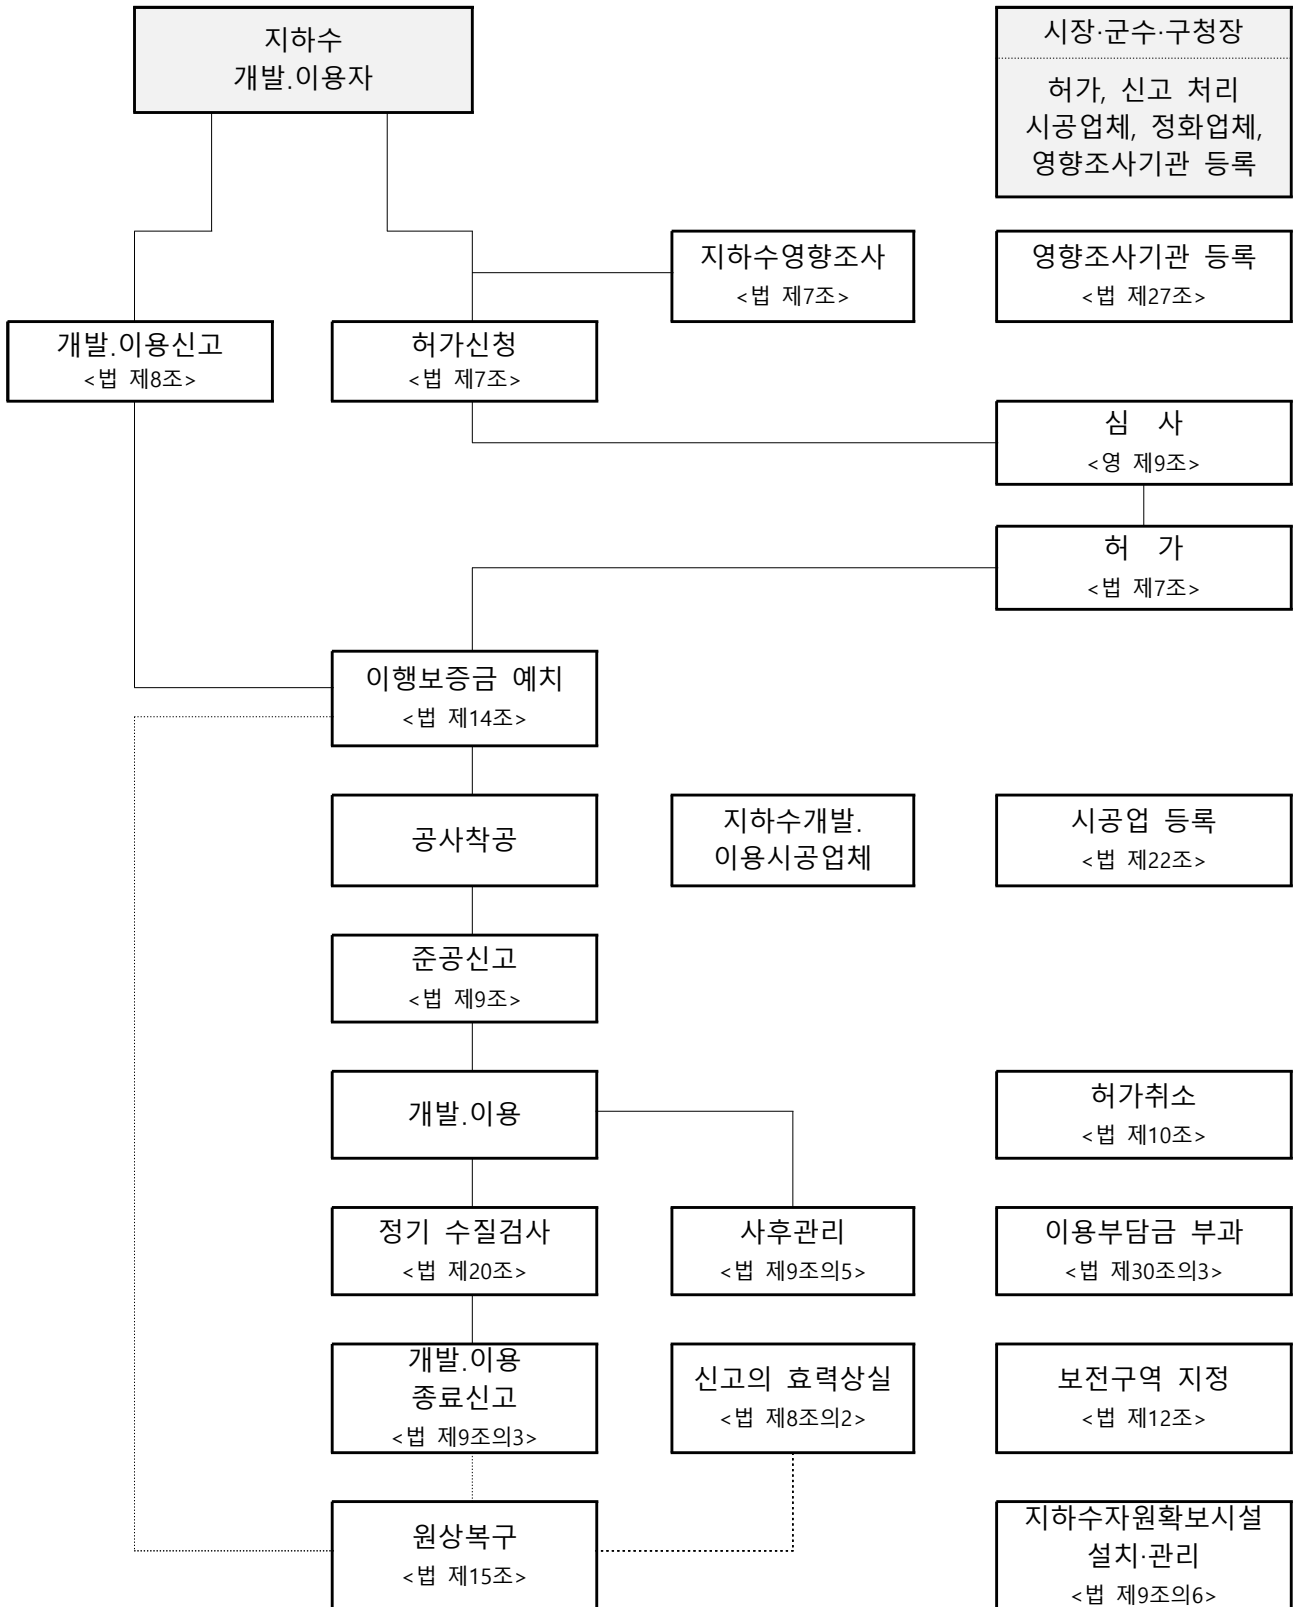 지하수
개발.이용자
시장·군수·구청장
허가, 신고 처리
시공업체, 정화업체,
영향조사기관 등록
지하수영향조사
<법 제7조>
영향조사기관 등록
<법 제27조>
개발.이용신고
<법 제8조>
허가신청
<법 제7조>
심 사
<영 제9조>
허 가
<법 제7조>
이행보증금 예치
<법 제14조>
공사착공
지하수개발.
이용시공업체
시공업 등록
<법 제22조>
준공신고
<법 제9조>
개발.이용
허가취소
<법 제10조>
정기 수질검사
<법 제20조>
사후관리
<법 제9조의5>
이용부담금 부과
<법 제30조의3>
개발.이용
종료신고
<법 제9조의3>
신고의 효력상실
<법 제8조의2>
보전구역 지정
<법 제12조>
원상복구
<법 제15조>
지하수자원확보시설
설치·관리
<법 제9조의6>